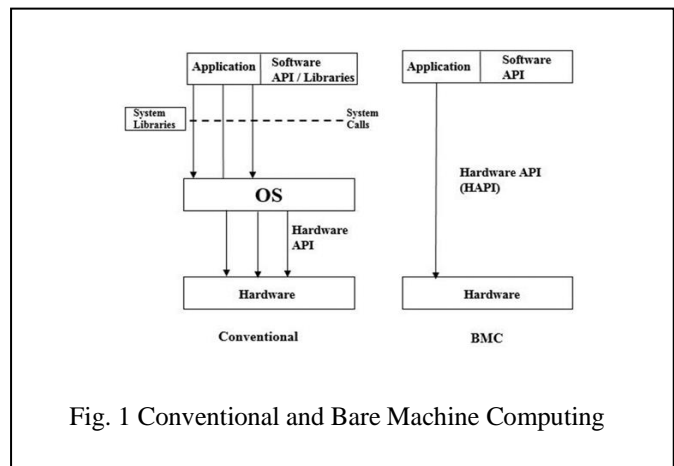 Application
Software
API / Libraries
System
Libraries
System
Calls
OS
Hardware
API
Hardware
Conventional
Application
Software
API
Hardware API
(HAPI)
Hardware
BMC
Fig. 1 Conventional and Bare Machine Computing